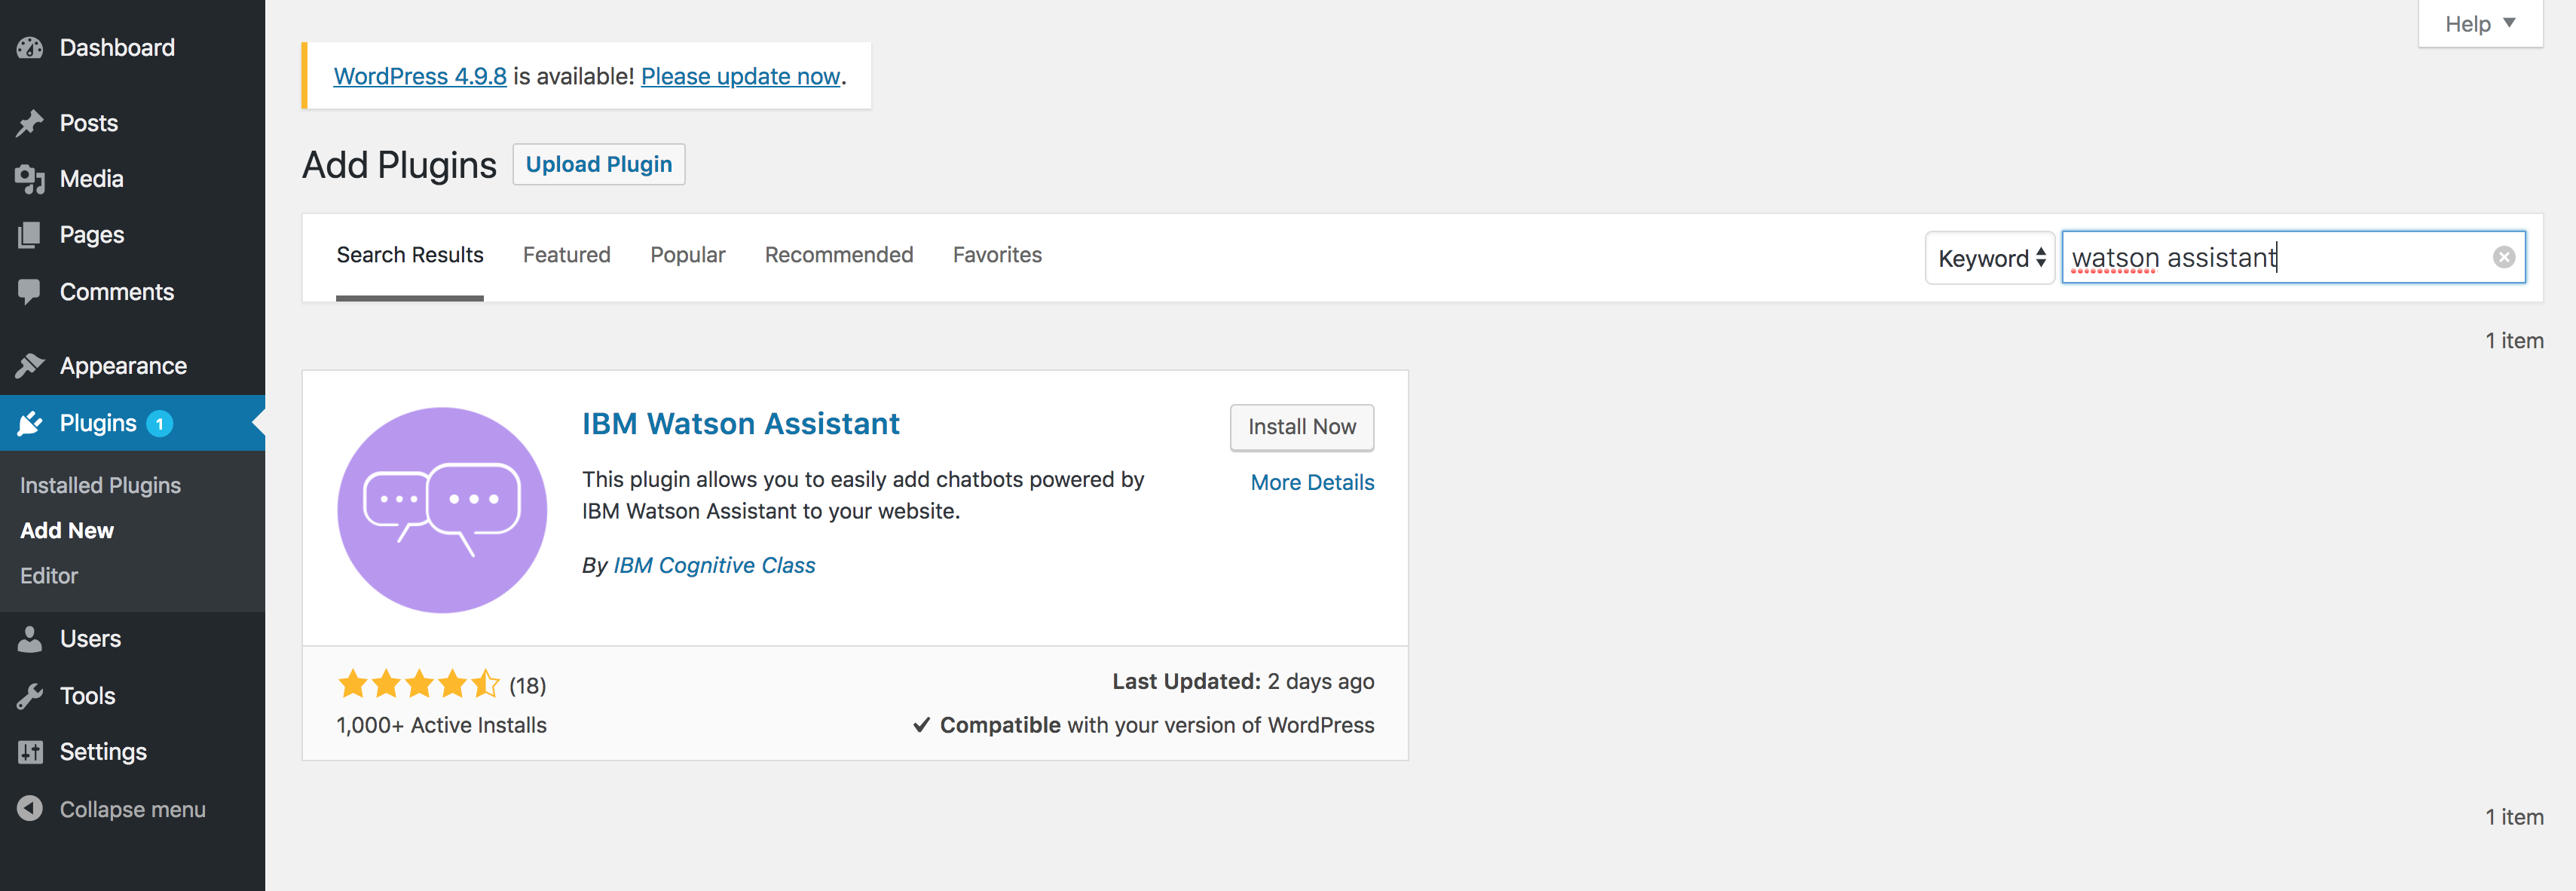 Dashboard
Posts
Media
Pages
Comments
Appearance
Plugins 1
Installed Plugins
Add New
Editor
Users
Tools
Settings
Collapse menu
Help
WordPress 4.9.8 is available! Please update now.
Add Plugins Upload Plugin
Search Results Featured Popular Recommended Favorites Keyword watson assistant
1 item
IBM Watson Assistant
Install Now
More Details
This plugin allows you to easily add chatbots powered by
IBM Watson Assistant to your website.
By IBM Cognitive Class
(18)
1,000+ Active Installs
Last Updated: 2 days ago
Compatible with your version of WordPress
1 item